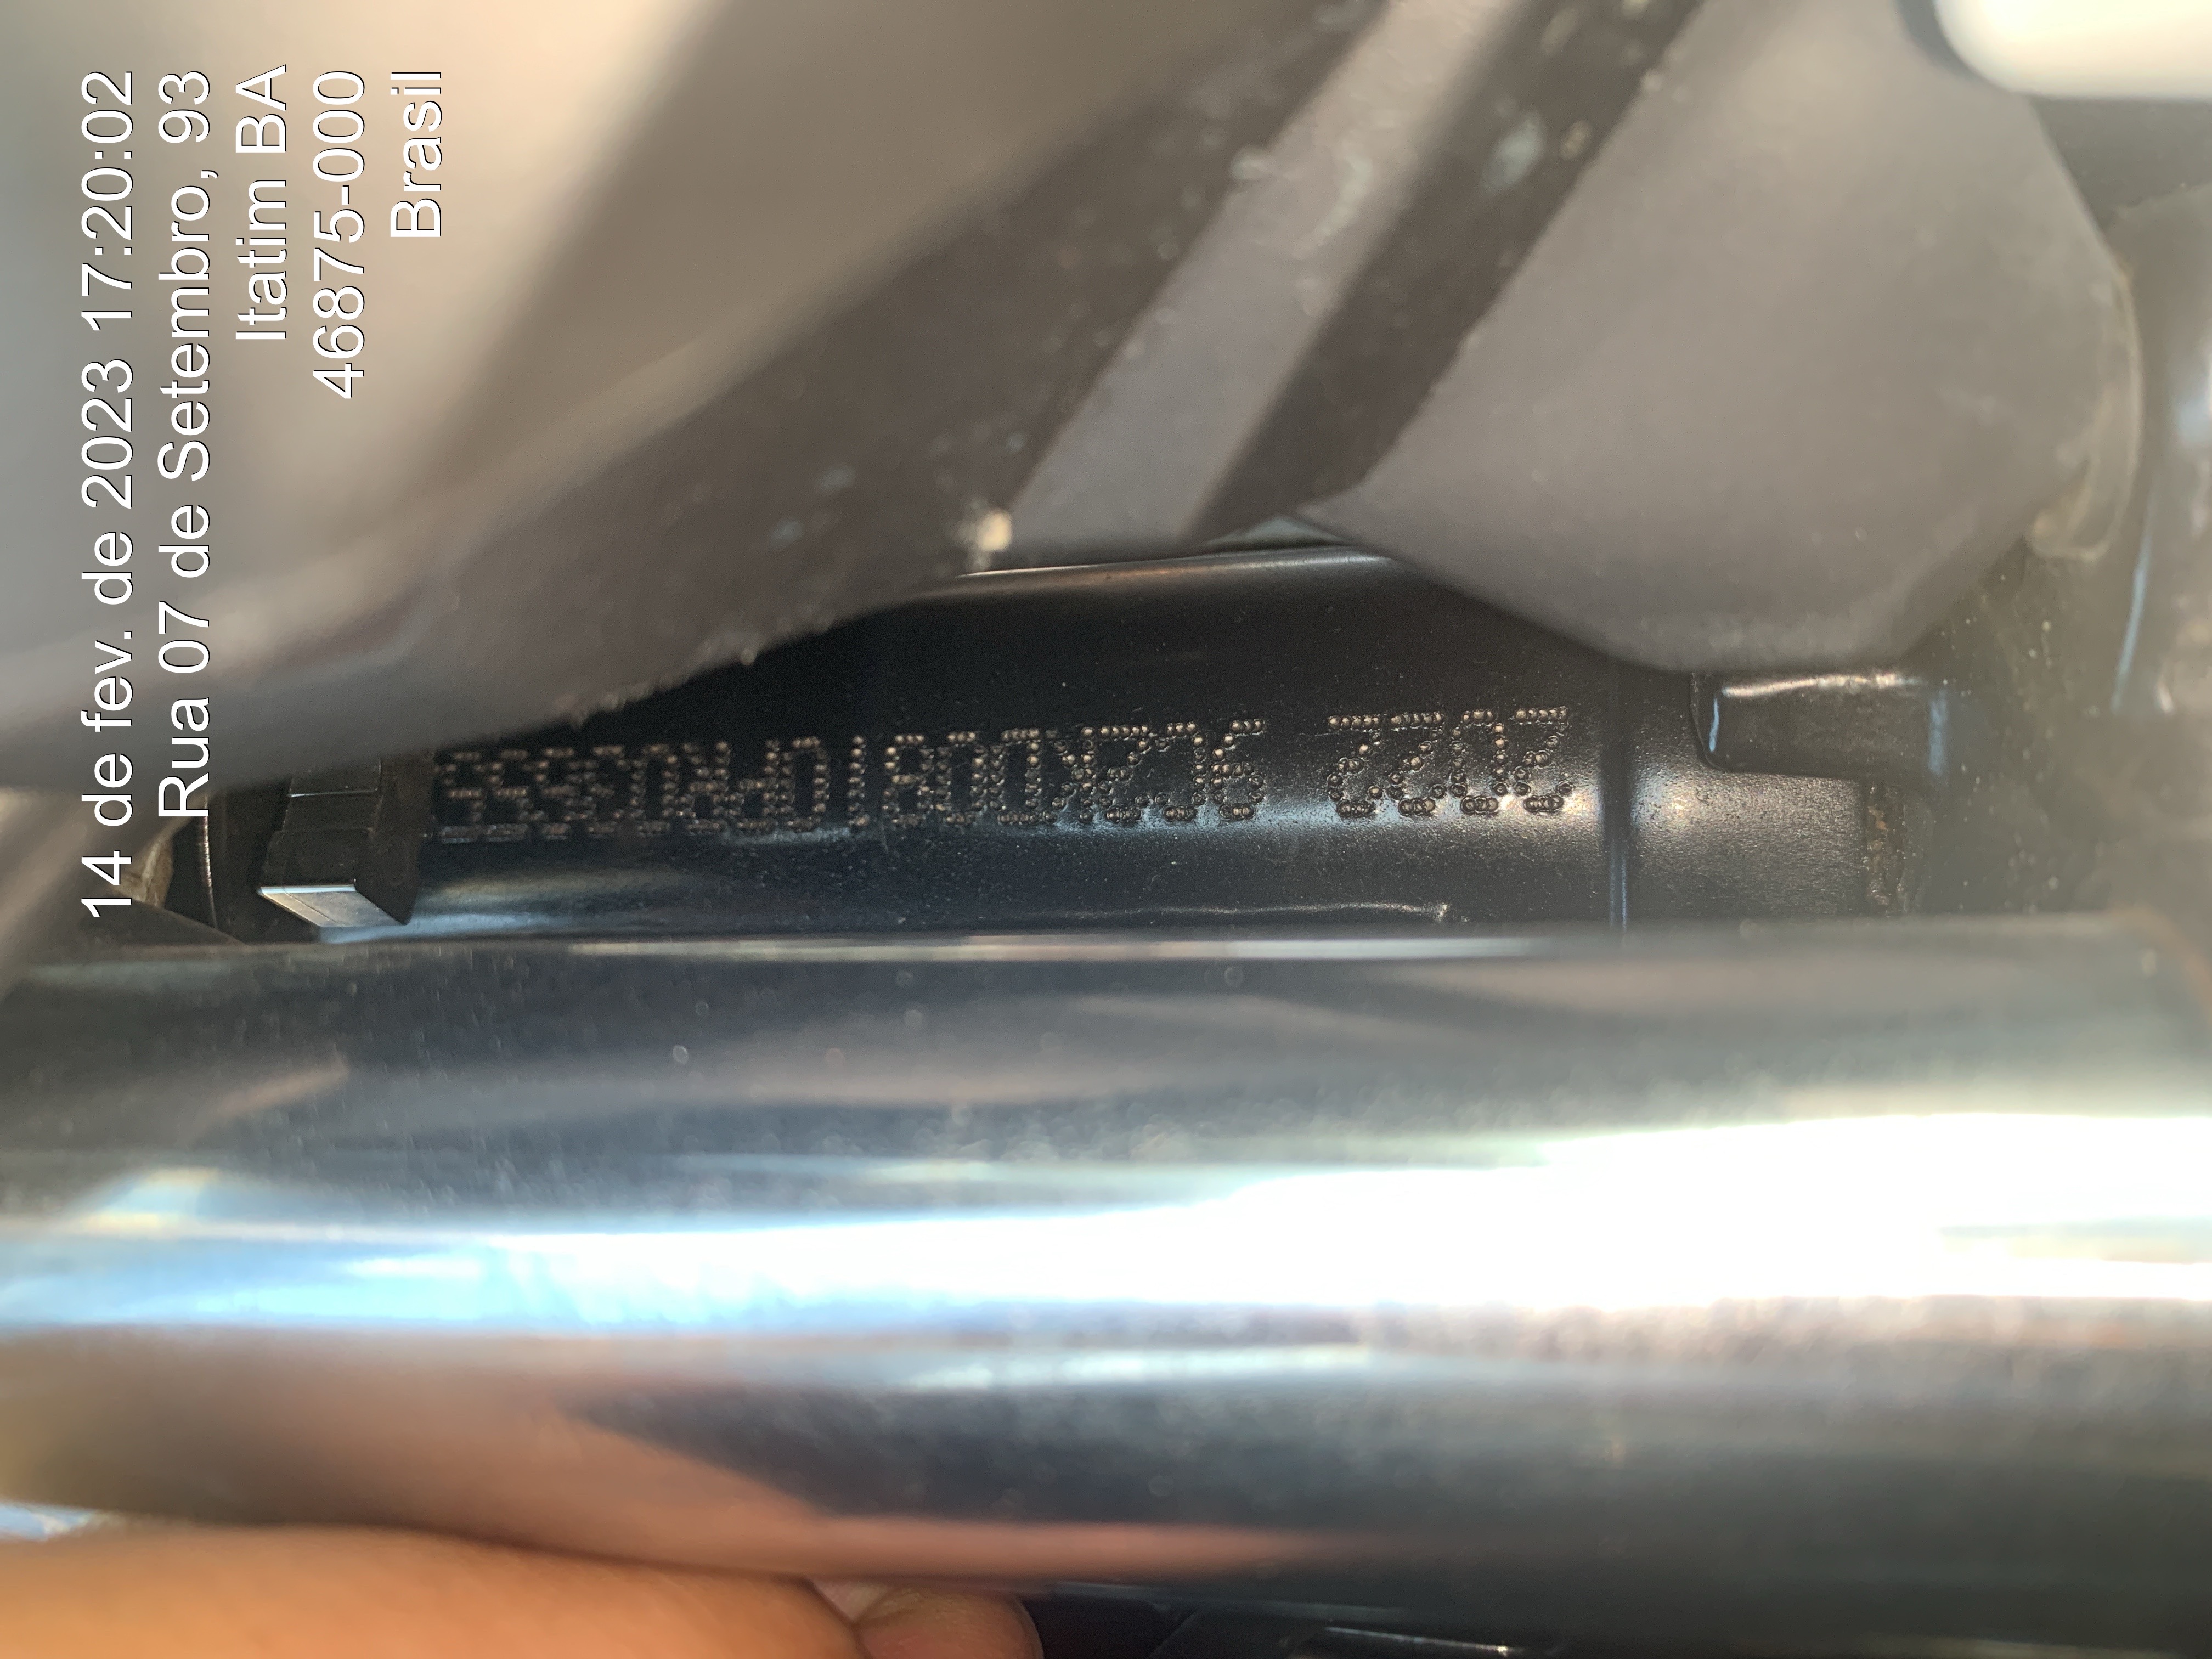 14 de fev. de 2023 17:20:02
Rua 07 de Setembro, 93
Itatim BA
46875-000
Brasil
2022